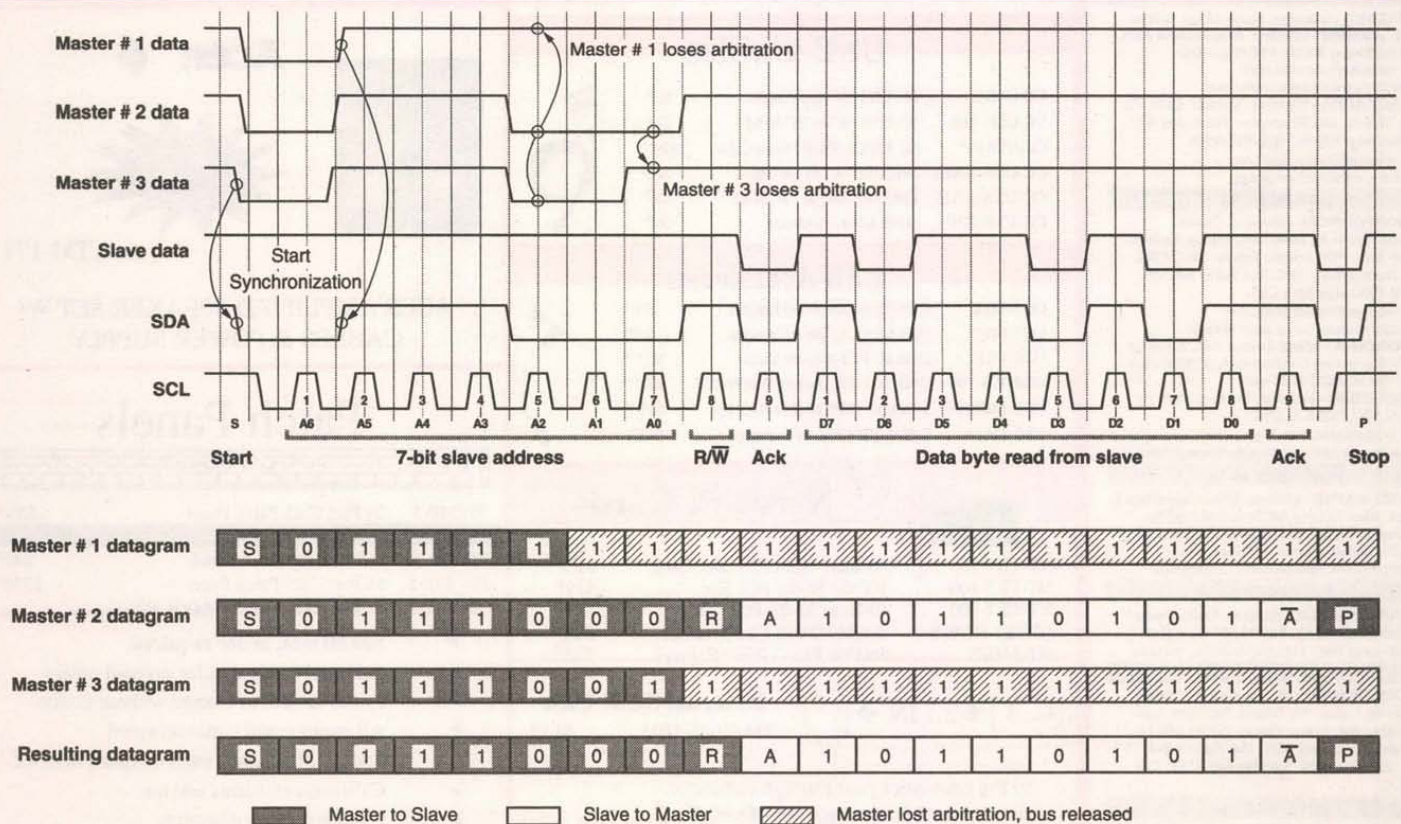 Master # 1 data
Master # 1 loses arbitration
Master # 2 data
Master # 3 data
Master # 3 loses arbitration
Slave data
Start
Synchronization
SDA
SCL
1 2 3 4 5 6 7 8 9 1 2 3 4 5 6 7 8 9
S A6 A5 A4 A3 A2 A1 A0 D7 D6 D5 D4 D3 D2 D1 D0 P
Start 7-bit slave address R/W̅ Ack Data byte read from slave Ack Stop
Master # 1 datagram S 0 1 1 1 1 1 1 1 1 1 1 1 1 1 1 1 1 1 1
Master # 2 datagram S 0 1 1 1 0 0 0 R A 1 0 1 1 0 1 0 1 A̅ P
Master # 3 datagram S 0 1 1 1 0 0 1 1 1 1 1 1 1 1 1 1 1 1 1
Resulting datagram S 0 1 1 1 0 0 0 R A 1 0 1 1 0 1 0 1 A̅ P
Master to Slave Slave to Master Master lost arbitration, bus released